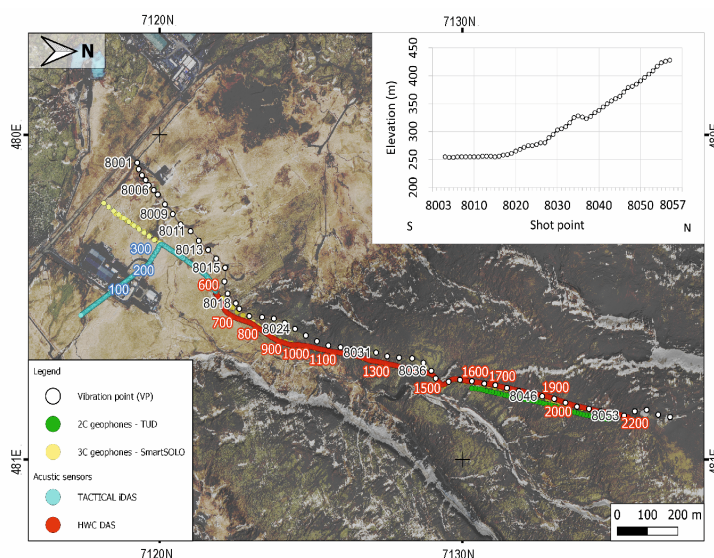 7120N
7130N
N
480E
480E
Elevation (m)
450
400
350
300
250
200
8003 8010 8020 8030 8040 8050 8057
Shot point
S
N
8001
8006
8009
8011
8013
8015
8018
8024
8031
8036
8046
8053
100
200
300
600
700
800
900
1000
1100
1300
1500
1600
1700
1900
2000
2200
Legend
Vibration point (VP)
2C geophones - TUD
3C geophones - SmartSOLO
Acustic sensors
TACTICAL iDAS
HWC DAS
481E
481E
0 100 200 m
7120N
7130N